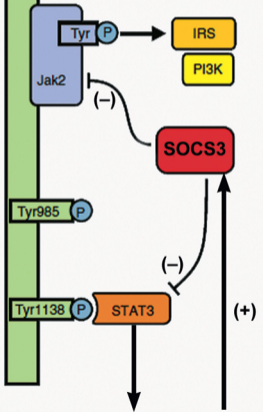 Tyr
P
IRS
PI3K
Jak2
(–)
SOCS3
Tyr985
P
(–)
Tyr1138
P
STAT3
(+)